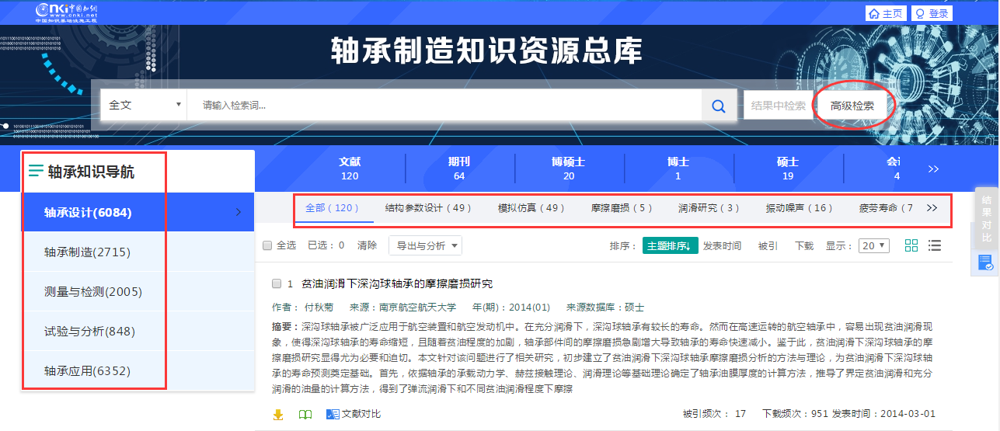 cnki中国知网
www.cnki.net
中国知识基础设施工程
主页 登录
轴承制造知识资源总库
全文 请输入检索词... 结果中检索 高级检索
轴承知识导航
轴承设计(6084)
轴承制造(2715)
测量与检测(2005)
试验与分析(848)
轴承应用(6352)
文献 期刊 博硕士 博士 硕士
120 64 20 1 19 4
全部（120） 结构参数设计（49） 模拟仿真（49） 摩擦磨损（5） 润滑研究（3） 振动噪声（16） 疲劳寿命（7
全选 已选：0 清除 导出与分析 排序： 主题排序↓ 发表时间 被引 下载 显示： 20
1 贫油润滑下深沟球轴承的摩擦磨损研究
作者： 付秋菊 来源：南京航空航天大学 年(期)：2014(01) 来源数据库：硕士
摘要：深沟球轴承被广泛应用于航空装置和航空发动机中。在充分润滑下，深沟球轴承有较长的寿命。然而在高速运转的航空轴承中，容易出现贫油润滑现
象，使得深沟球轴承的寿命缩短，且随着贫油程度的加剧，轴承部件间的摩擦磨损急剧增大导致轴承的寿命快速减小。鉴于此，贫油润滑下深沟球轴承的摩
擦磨损研究显得尤为必要和迫切。本文针对该问题进行了相关研究，初步建立了贫油润滑下深沟球轴承摩擦磨损分析的方法与理论，为贫油润滑下深沟球轴
承的寿命预测奠定基础。首先，依据轴承的承载动力学、赫兹接触理论、润滑理论等基础理论确定了轴承油膜厚度的计算方法，推导了界定贫油润滑和充分
润滑的油量的计算方法，得到了弹流润滑下和不同贫油润滑程度下摩擦
文献对比 被引频次： 17 下载频次：951 发表时间：2014-03-01
结果对比